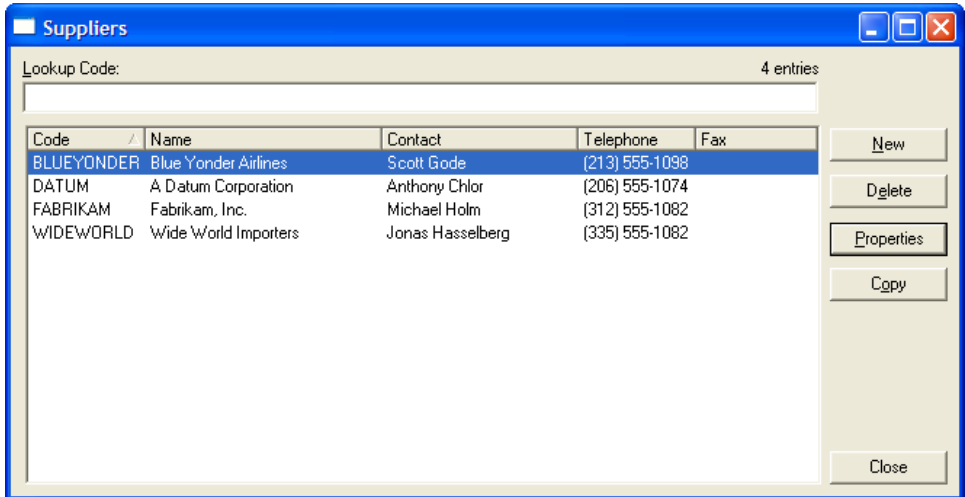 Suppliers
Lookup Code: 4 entries
Code Name Contact Telephone Fax
BLUEYONDER Blue Yonder Airlines Scott Gode (213) 555-1098
DATUM A Datum Corporation Anthony Chlor (206) 555-1074
FABRIKAM Fabrikam, Inc. Michael Holm (312) 555-1082
WIDEWORLD Wide World Importers Jonas Hasselberg (335) 555-1082
New
Delete
Properties
Copy
Close